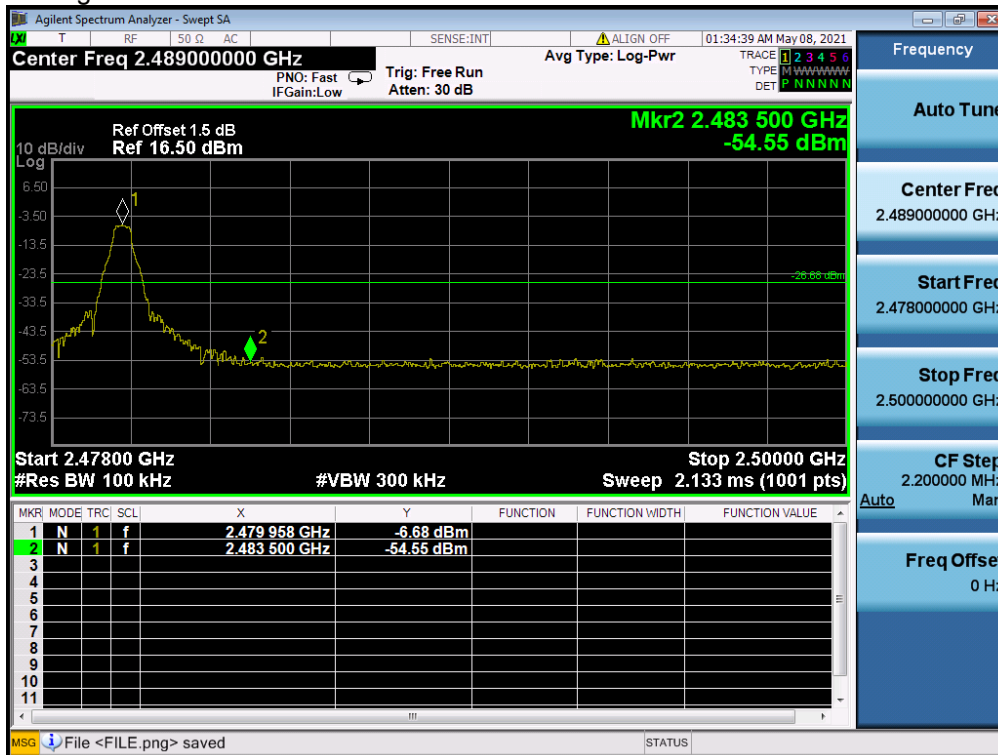 Agilent Spectrum Analyzer - Swept SA
LXI T RF 50 Ω AC SENSE:INT ALIGN OFF 01:34:39 AM May 08, 2021
Center Freq 2.489000000 GHz
PNO: Fast
IFGain:Low
Trig: Free Run
Atten: 30 dB
Avg Type: Log-Pwr
TRACE 1 2 3 4 5 6
TYPE M WWWWW
DET P N N N N N
Mkr2 2.483 500 GHz
-54.55 dBm
Ref Offset 1.5 dB
10 dB/div Ref 16.50 dBm
Log
6.50
-3.50
-13.5
-23.5
-33.5
-43.5
-53.5
-63.5
-73.5
1
2
-26.68 dBm
Start 2.47800 GHz Stop 2.50000 GHz
#Res BW 100 kHz #VBW 300 kHz Sweep 2.133 ms (1001 pts)
MKR MODE TRC SCL X Y FUNCTION FUNCTION WIDTH FUNCTION VALUE
1 N 1 f 2.479 958 GHz -6.68 dBm
2 N 1 f 2.483 500 GHz -54.55 dBm
3
4
5
6
7
8
9
10
11
MSG File <FILE.png> saved STATUS
Frequency
Auto Tune
Center Freq
2.489000000 GHz
Start Freq
2.478000000 GHz
Stop Freq
2.500000000 GHz
CF Step
2.200000 MHz
Auto Man
Freq Offset
0 Hz